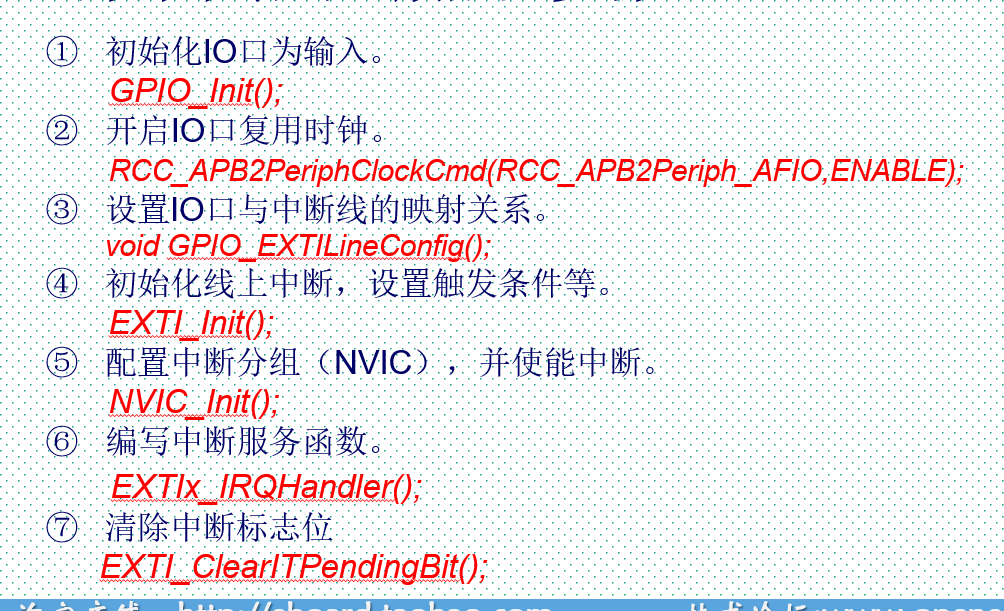 ① 初始化IO口为输入。
GPIO_Init();
② 开启IO口复用时钟。
RCC_APB2PeriphClockCmd(RCC_APB2Periph_AFIO,ENABLE);
③ 设置IO口与中断线的映射关系。
void GPIO_EXTILineConfig();
④ 初始化线上中断，设置触发条件等。
EXTI_Init();
⑤ 配置中断分组（NVIC），并使能中断。
NVIC_Init();
⑥ 编写中断服务函数。
EXTIx_IRQHandler();
⑦ 清除中断标志位
EXTI_ClearITPendingBit();